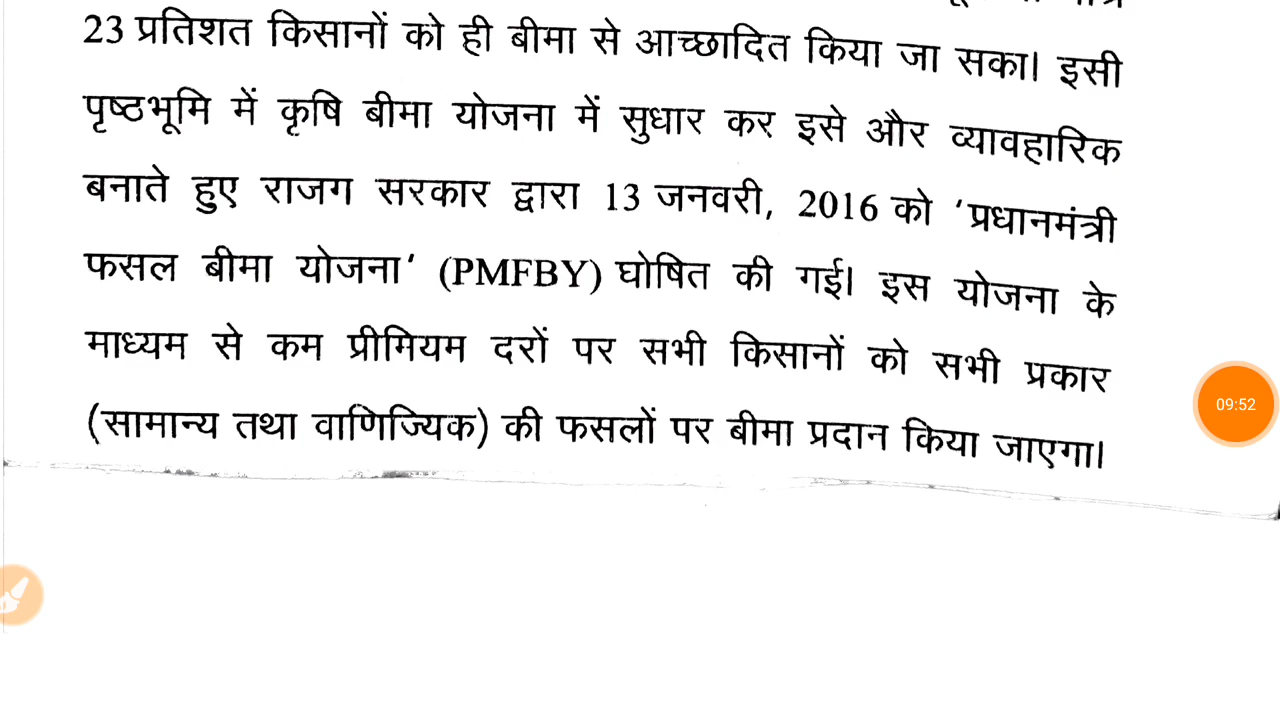 23 प्रतिशत किसानों को ही बीमा से आच्छादित किया जा सका। इसी
पृष्ठभूमि में कृषि बीमा योजना में सुधार कर इसे और व्यावहारिक
बनाते हुए राजग सरकार द्वारा 13 जनवरी, 2016 को ‘प्रधानमंत्री
फसल बीमा योजना’ (PMFBY) घोषित की गई। इस योजना के
माध्यम से कम प्रीमियम दरों पर सभी किसानों को सभी प्रकार
(सामान्य तथा वाणिज्यिक) की फसलों पर बीमा प्रदान किया जाएगा।
09:52